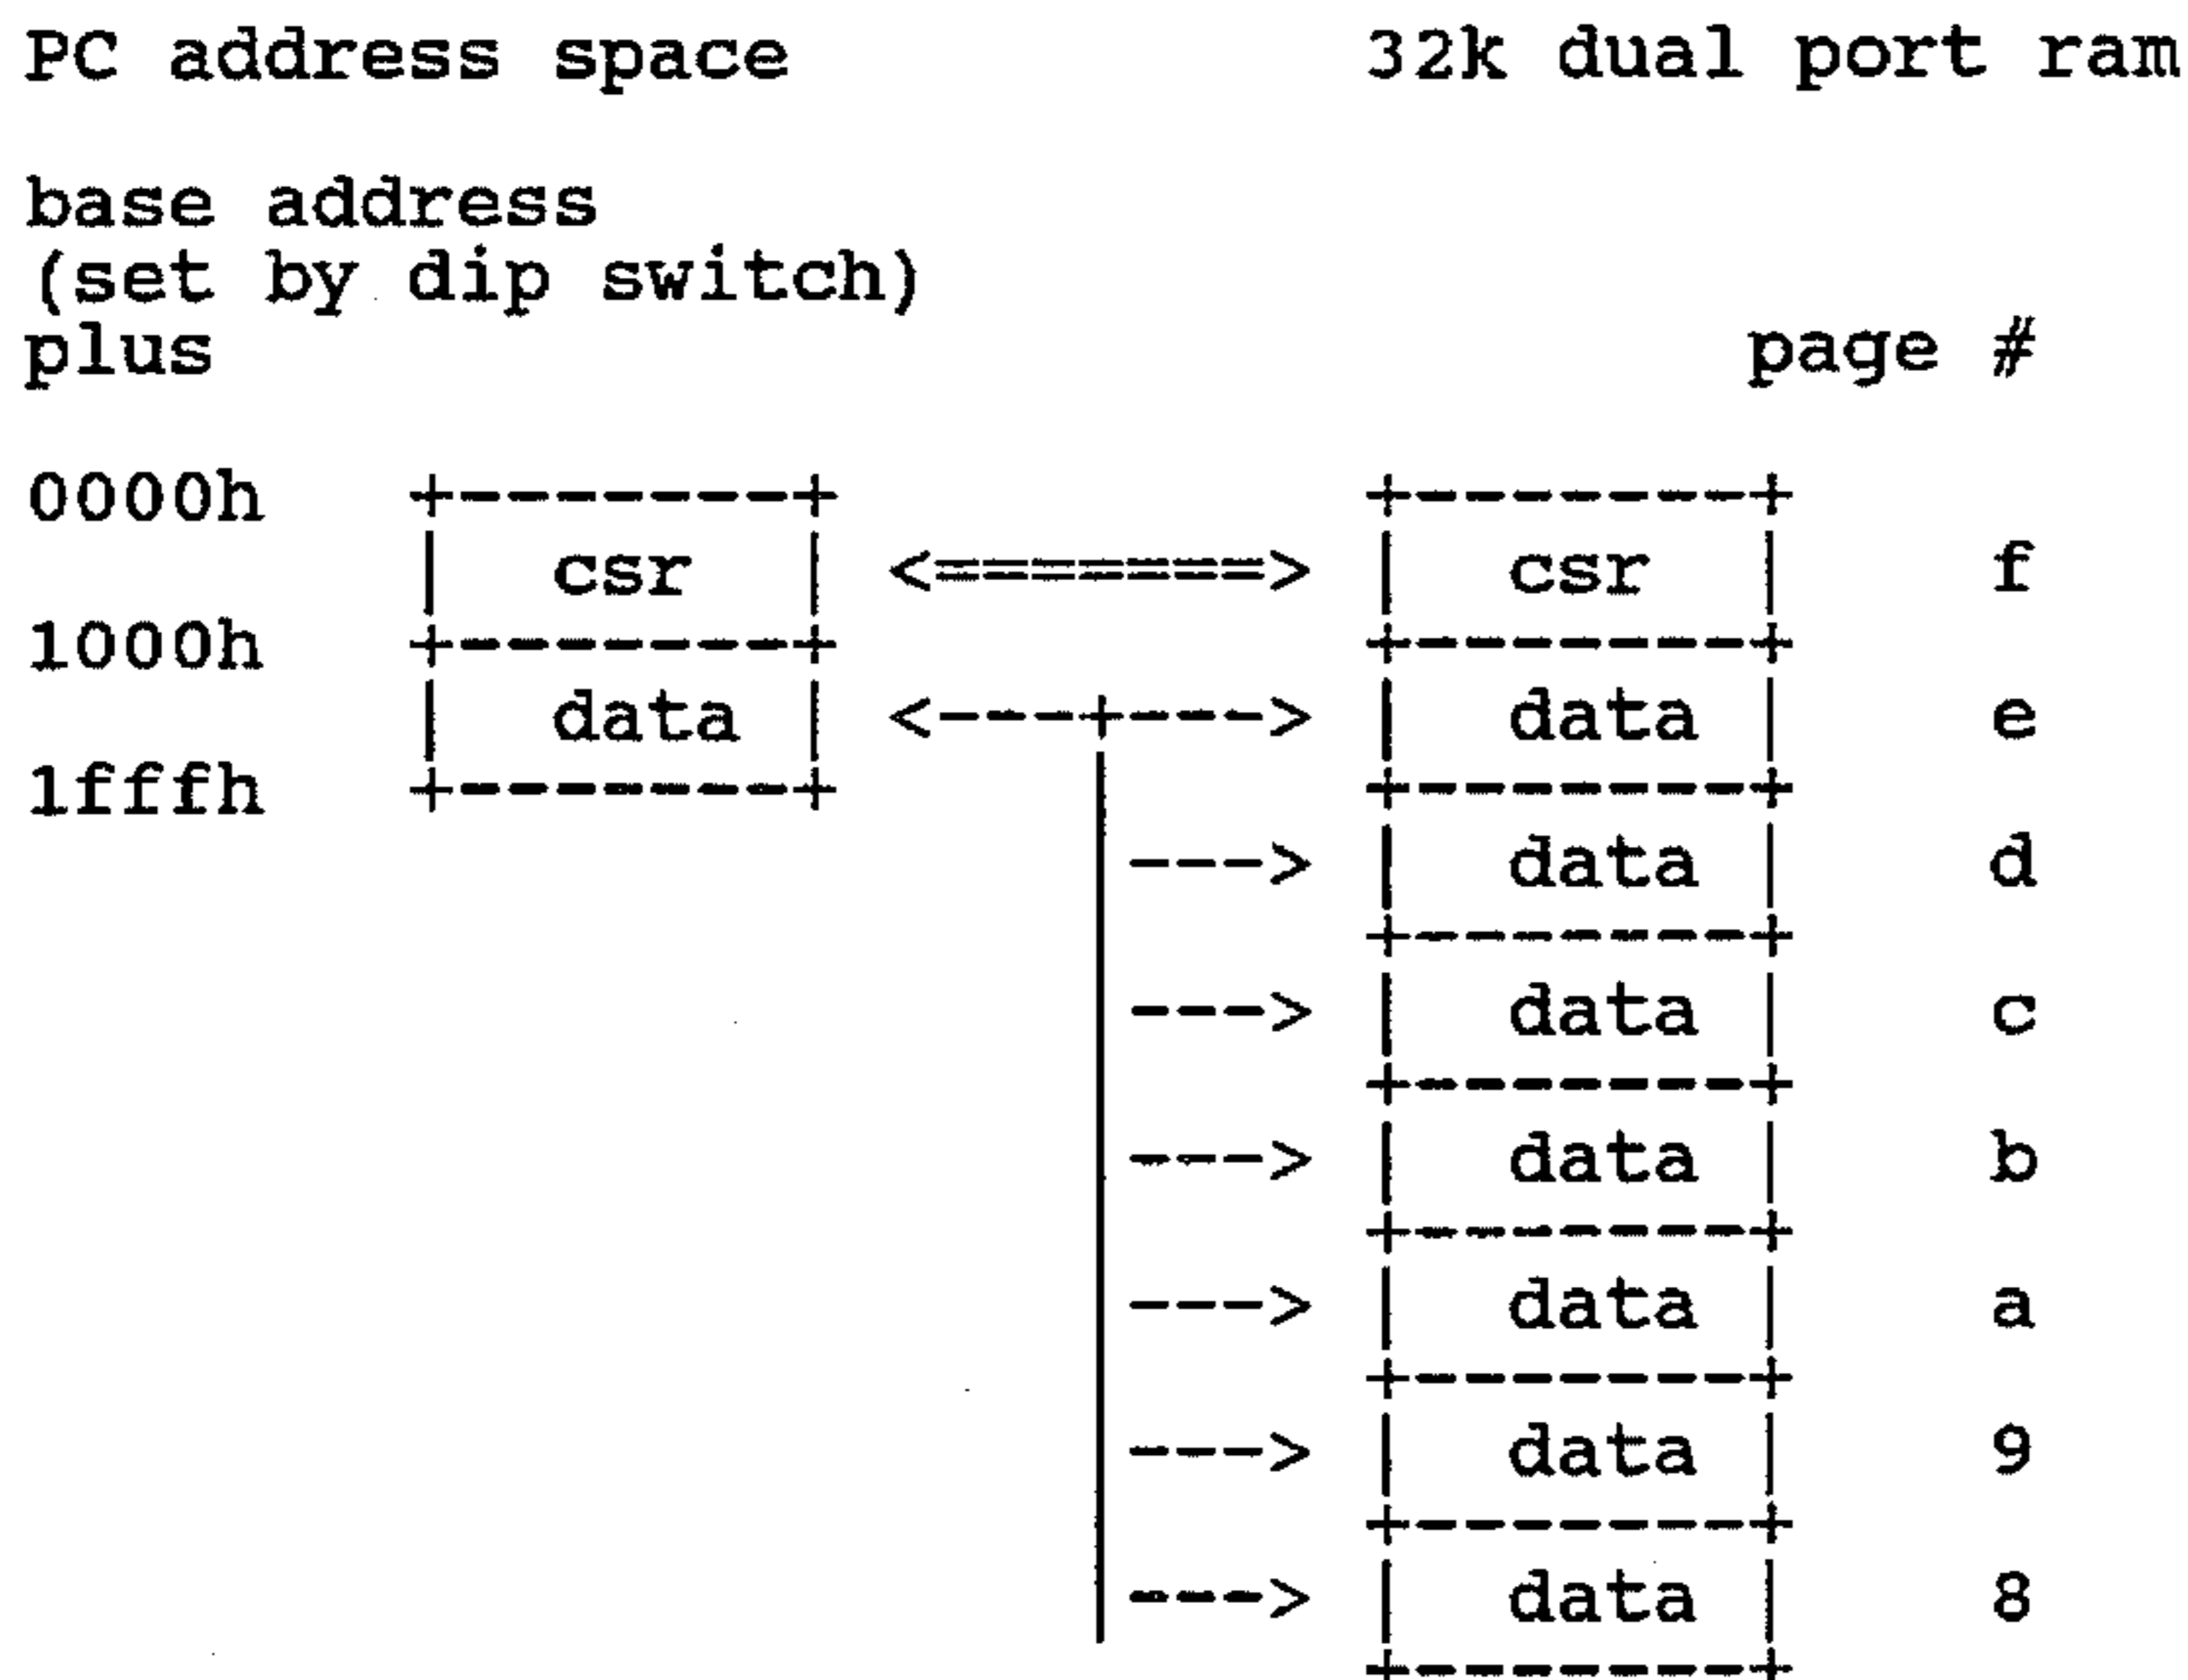 PC address space                32k dual port ram
base address
(set by dip switch)
plus                                    page #
0000h   +--------+           +--------+
        |  csr   | <=======> |  csr   |    f
1000h   +--------+           +--------+
        |  data  | <---+---> |  data  |    e
1fffh   +--------+     |     +--------+
                       |---> |  data  |    d
                       |     +--------+
                       |---> |  data  |    c
                       |     +--------+
                       |---> |  data  |    b
                       |     +--------+
                       |---> |  data  |    a
                       |     +--------+
                       |---> |  data  |    9
                       |     +--------+
                       |---> |  data  |    8
                             +--------+